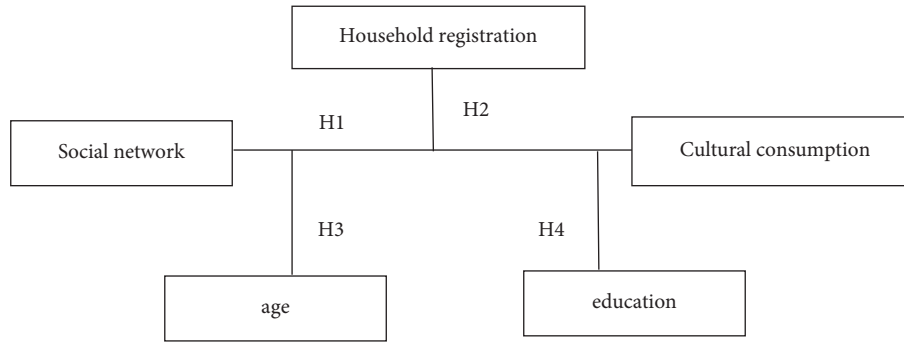 Household registration
H1
H2
Social network
Cultural consumption
H3
H4
age
education